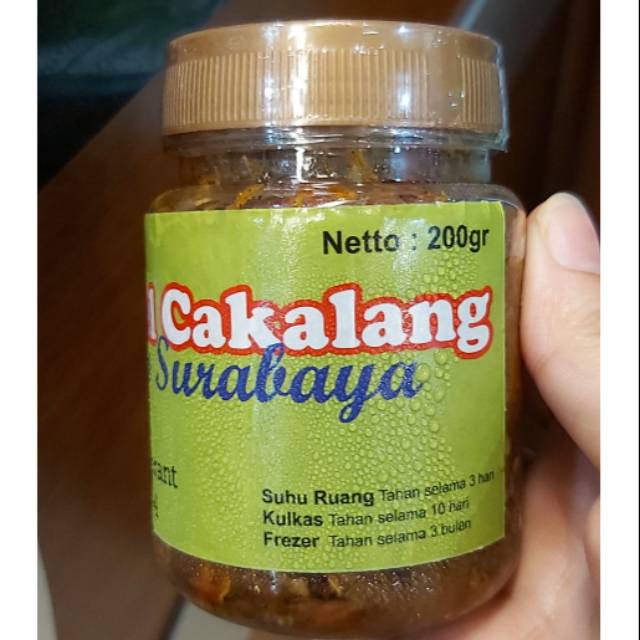 Netto : 200gr
Cakalang
Surabaya
Suhu Ruang Tahan selama 3 hari
Kulkas Tahan selama 10 hari
Frezer Tahan selama 3 bulan